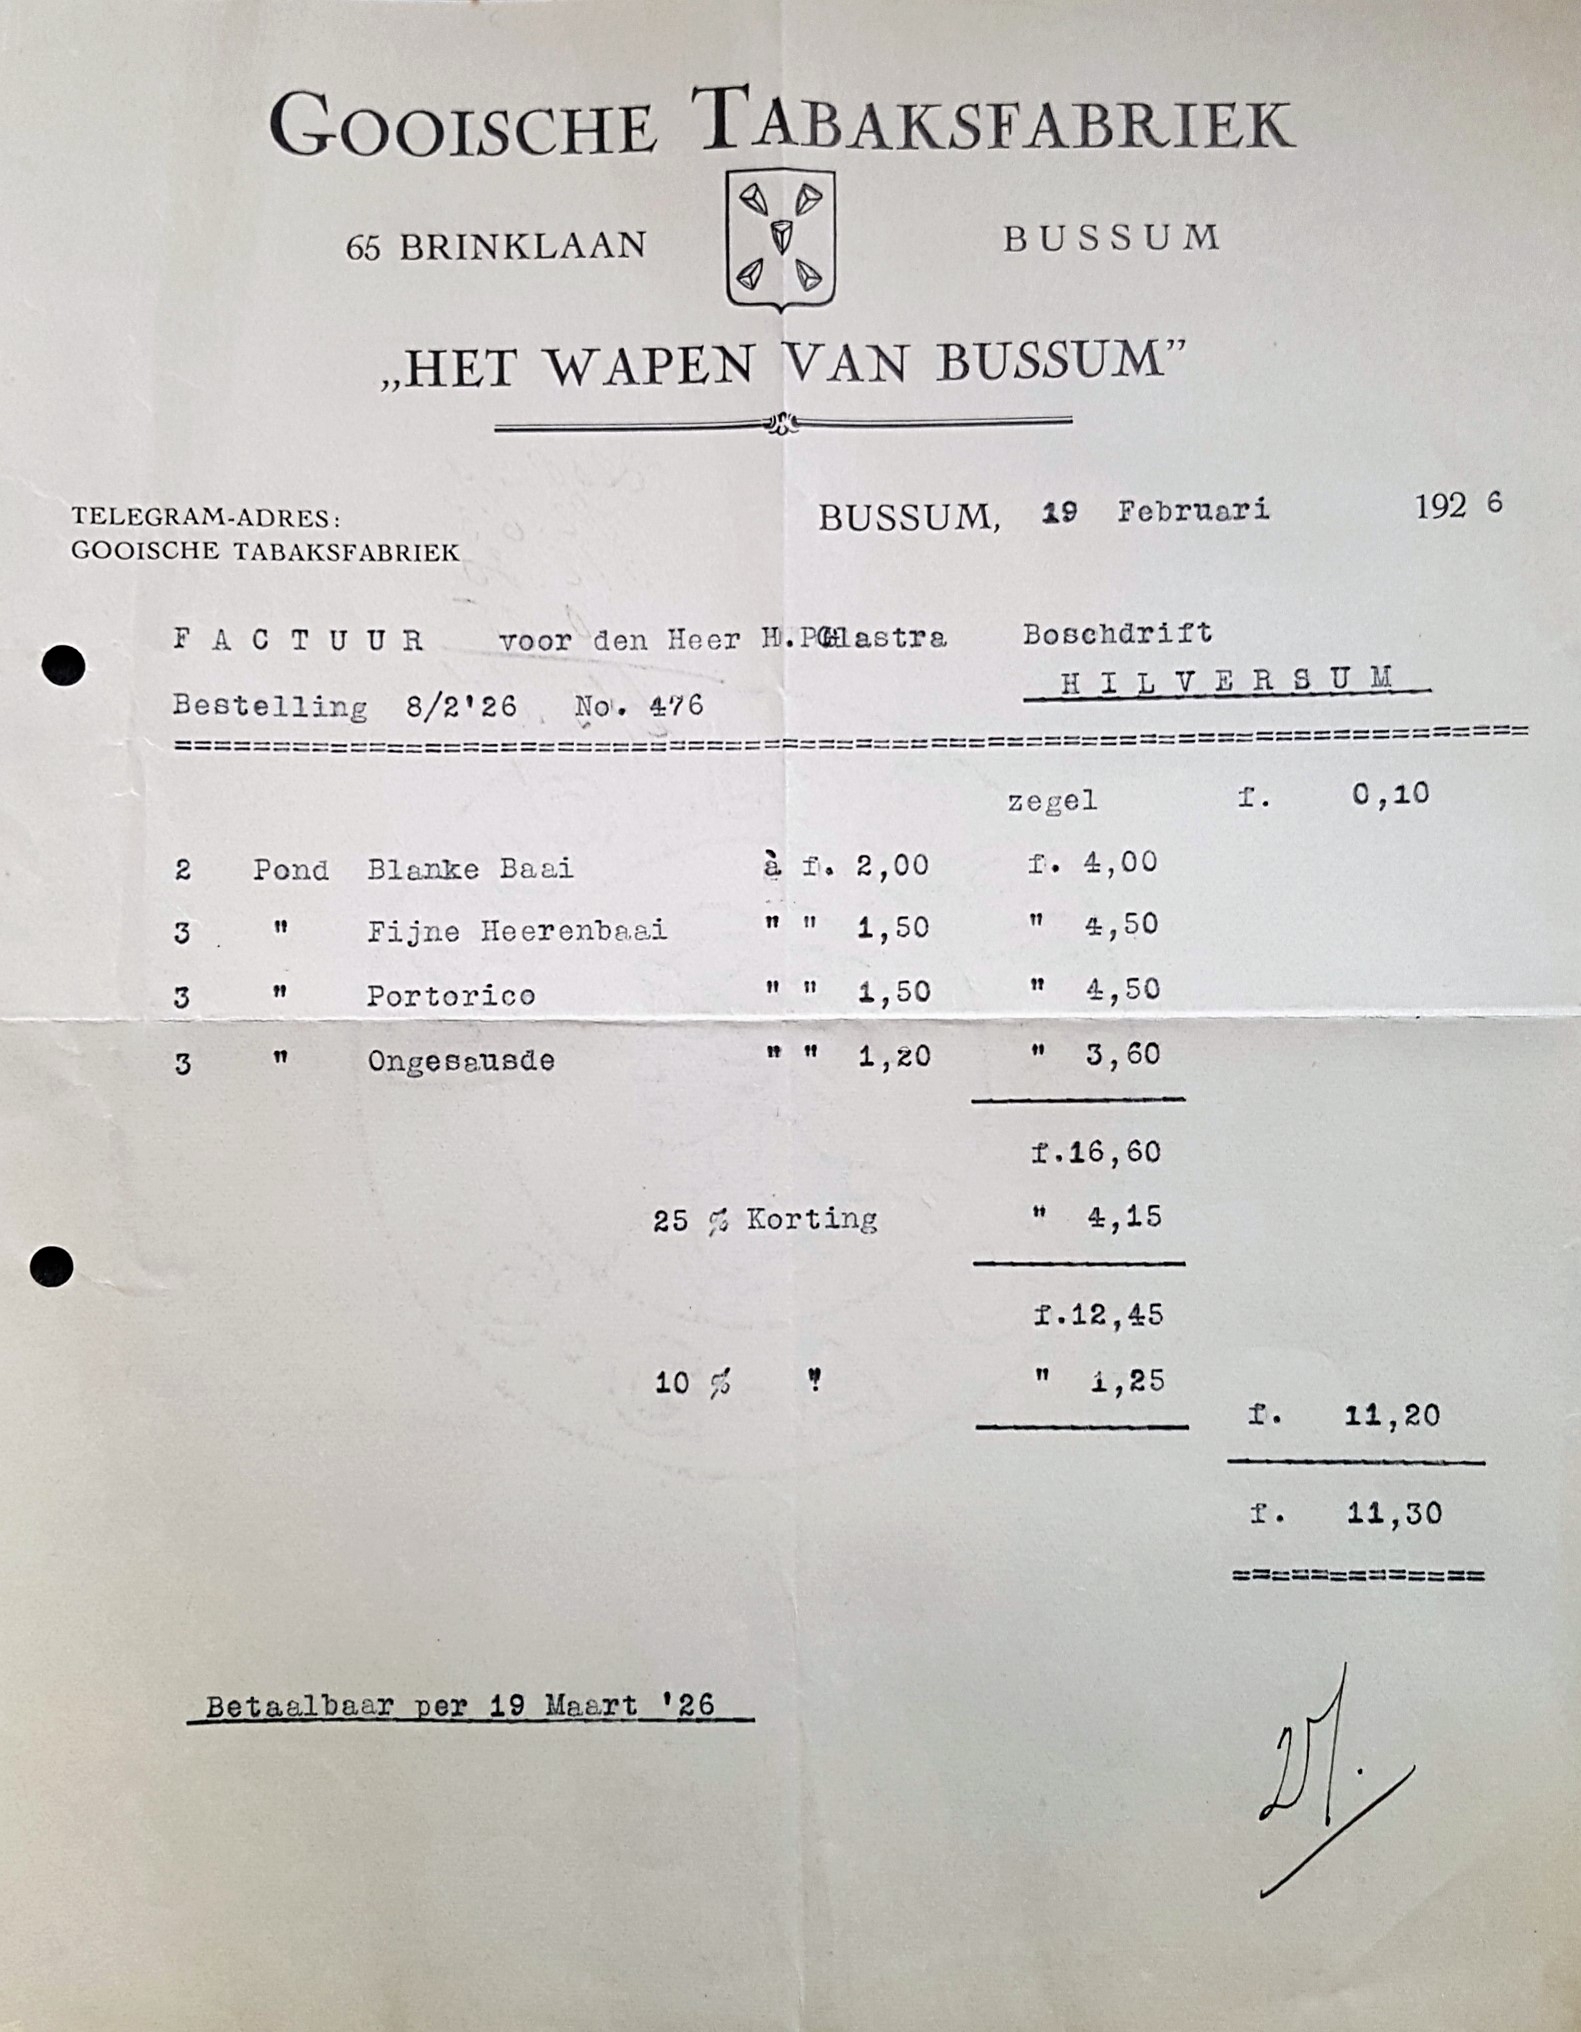 GOOISCHE TABAKSFABRIEK
65 BRINKLAAN BUSSUM
„HET WAPEN VAN BUSSUM”
TELEGRAM-ADRES:
GOOISCHE TABAKSFABRIEK
BUSSUM, 19 Februari 1926
FACTUUR voor den Heer H. Glastra Boschdrift
HILVERSUM
Bestelling 8/2'26 No. 476
zegel f. 0,10
2 Pond Blanke Baai à f. 2,00 f. 4,00
3 " Fijne Heerenbaai " " 1,50 " 4,50
3 " Portorico " " 1,50 " 4,50
3 " Ongesausde " " 1,20 " 3,60
f.16,60
25 % Korting " 4,15
f.12,45
10 % " " 1,25
f. 11,20
f. 11,30
Betaalbaar per 19 Maart '26